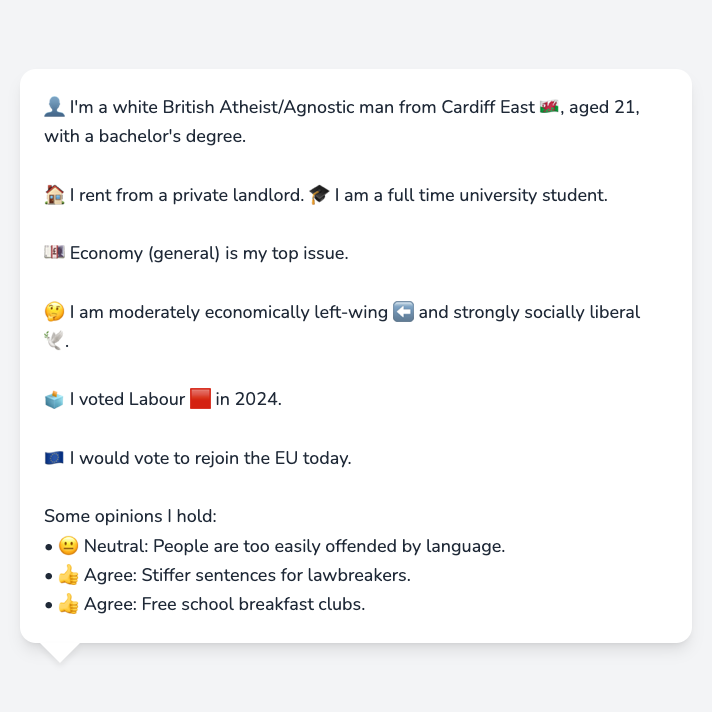 👤 I'm a white British Atheist/Agnostic man from Cardiff East 🏴󠁧󠁢󠁷󠁬󠁳󠁿, aged 21,
with a bachelor's degree.
🏠 I rent from a private landlord. 🎓 I am a full time university student.
💷 Economy (general) is my top issue.
🤔 I am moderately economically left-wing ⬅️ and strongly socially liberal
🕊️.
🗳️ I voted Labour 🟥 in 2024.
🇪🇺 I would vote to rejoin the EU today.
Some opinions I hold:
• 😐 Neutral: People are too easily offended by language.
• 👍 Agree: Stiffer sentences for lawbreakers.
• 👍 Agree: Free school breakfast clubs.